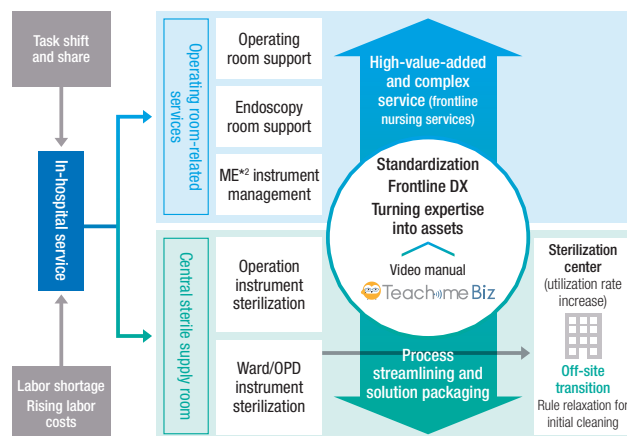 Task shift
and share
In-hospital service
Labor shortage
Rising labor
costs
Operating room-related
services
Operating
room support
Endoscopy
room support
ME*2 instrument
management
High-value-added
and complex
service (frontline
nursing services)
Standardization
Frontline DX
Turning expertise
into assets
Video manual
Teachme Biz
Central sterile
supply room
Operation
instrument
sterilization
Ward/OPD
instrument
sterilization
Process
streamlining and
solution packaging
Sterilization
center
(utilization rate
increase)
Off-site
transition
Rule relaxation for
initial cleaning